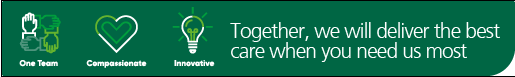 Together, we will deliver the best
care when you need us most
One Team
Compassionate
Innovative